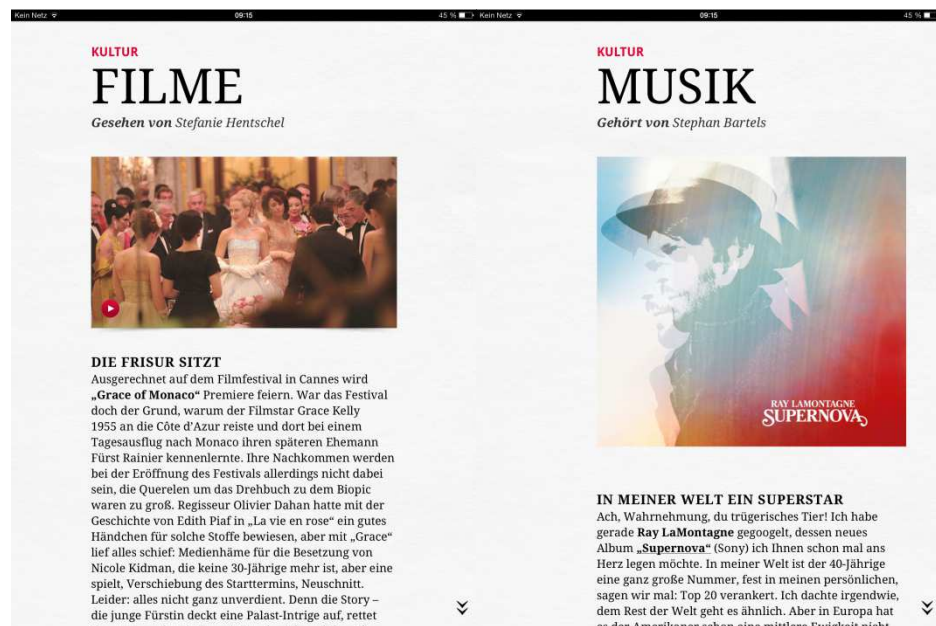 Kein Netz
09:15
45 %
KULTUR
FILME
Gesehen von Stefanie Hentschel
DIE FRISUR SITZT
Ausgerechnet auf dem Filmfestival in Cannes wird
„Grace of Monaco“ Premiere feiern. War das Festival
doch der Grund, warum der Filmstar Grace Kelly
1955 an die Côte d’Azur reiste und dort bei einem
Tagesausflug nach Monaco ihren späteren Ehemann
Fürst Rainier kennenlernte. Ihre Nachkommen werden
bei der Eröffnung des Festivals allerdings nicht dabei
sein, die Querelen um das Drehbuch zu dem Biopic
waren zu groß. Regisseur Olivier Dahan hatte mit der
Geschichte von Edith Piaf in „La vie en rose“ ein gutes
Händchen für solche Stoffe bewiesen, aber mit „Grace“
lief alles schief: Medienhäme für die Besetzung von
Nicole Kidman, die keine 30-Jährige mehr ist, aber eine
spielt, Verschiebung des Starttermins, Neuschnitt.
Leider: alles nicht ganz unverdient. Denn die Story –
die junge Fürstin deckt eine Palast-Intrige auf, rettet
Kein Netz
09:15
45 %
KULTUR
MUSIK
Gehört von Stephan Bartels
RAY LAMONTAGNE
SUPERNOVA
IN MEINER WELT EIN SUPERSTAR
Ach, Wahrnehmung, du trügerisches Tier! Ich habe
gerade Ray LaMontagne gegoogelt, dessen neues
Album „Supernova“ (Sony) ich Ihnen schon mal ans
Herz legen möchte. In meiner Welt ist der 40-Jährige
eine ganz große Nummer, fest in meinen persönlichen,
sagen wir mal: Top 20 verankert. Ich dachte irgendwie,
dem Rest der Welt geht es ähnlich. Aber in Europa hat
es der Amerikaner schon eine mittlere Ewigkeit nicht